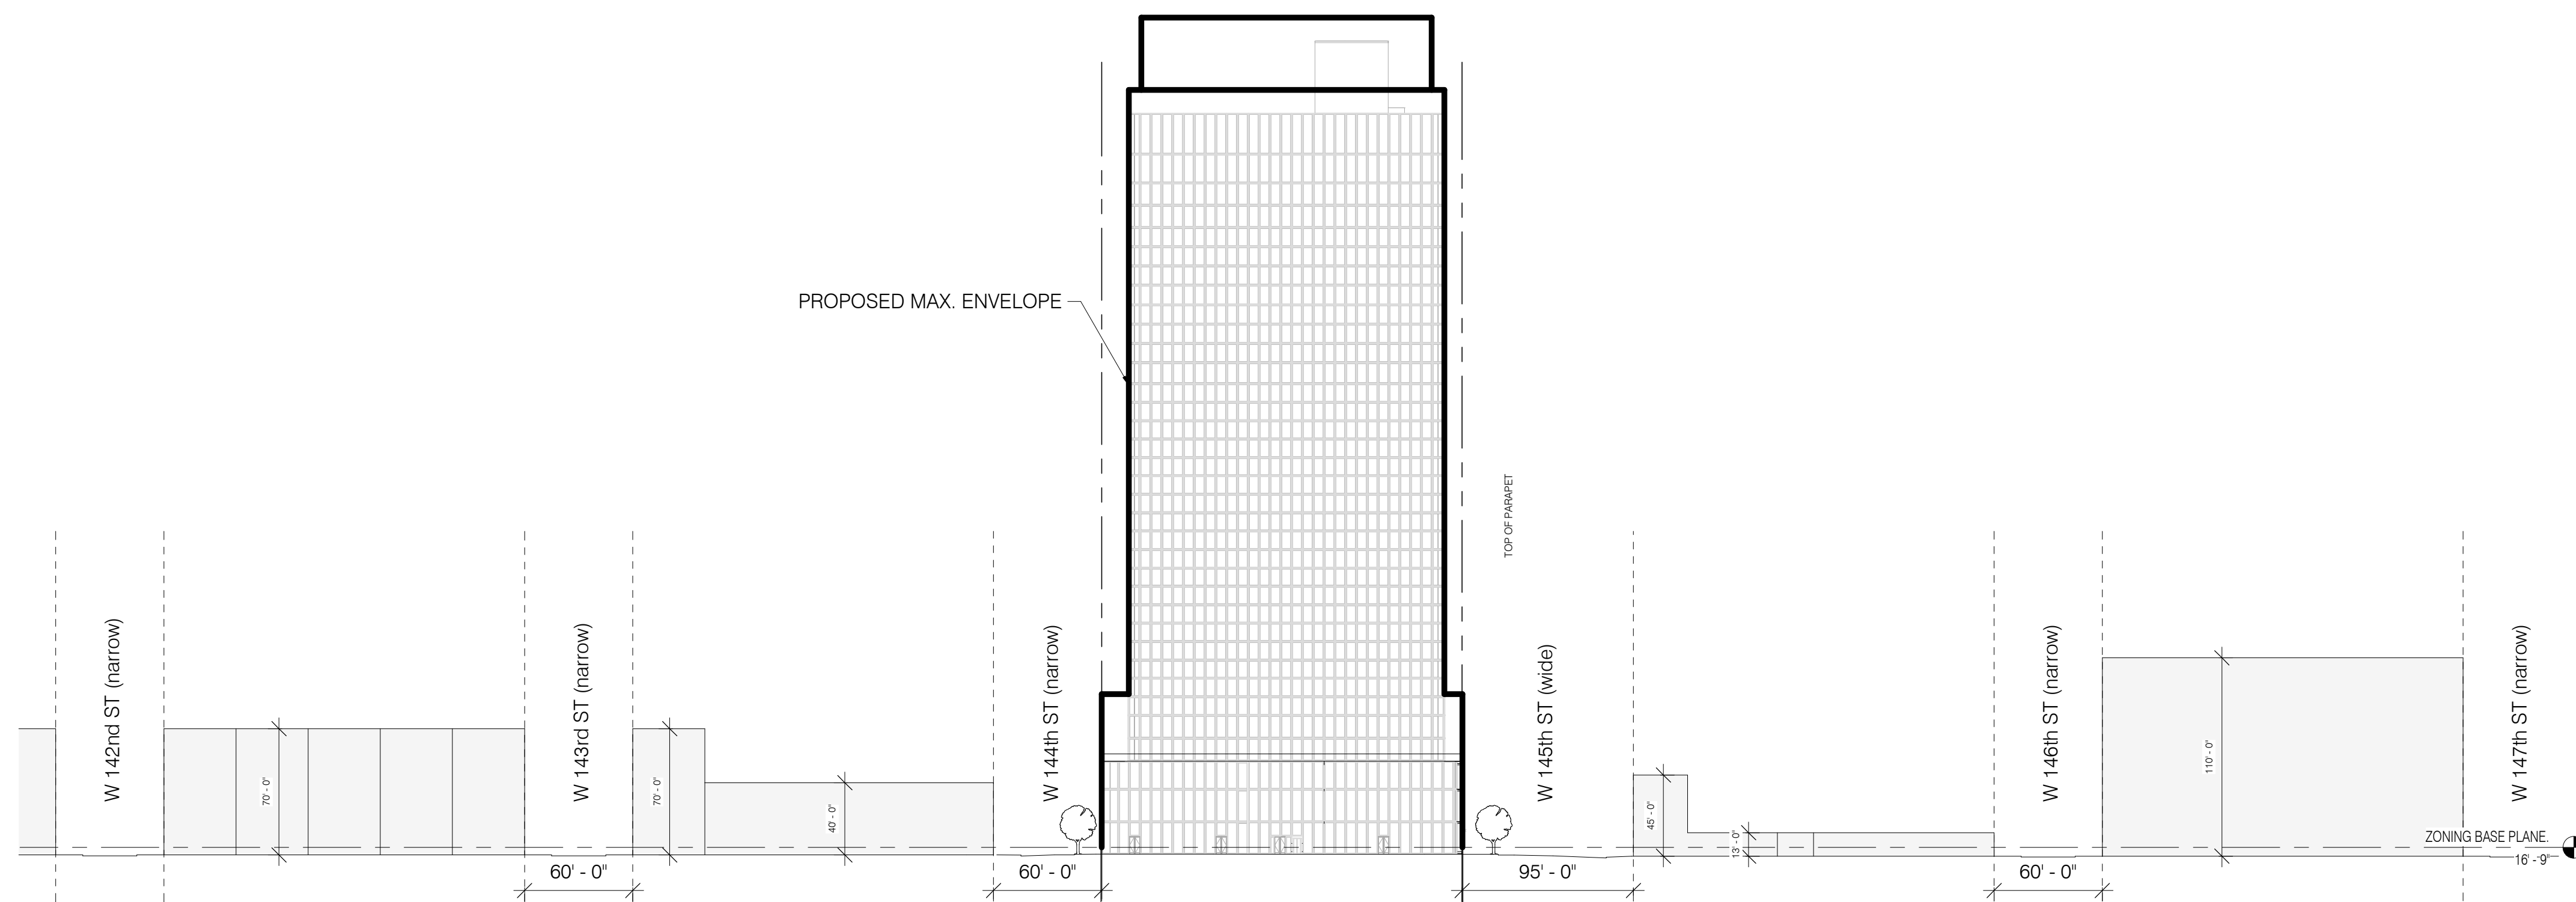 PROPOSED MAX. ENVELOPE
TOP OF PARAPET
W 142nd ST (narrow)
W 143rd ST (narrow)
W 144th ST (narrow)
W 145th ST (wide)
W 146th ST (narrow)
W 147th ST (narrow)
70' - 0"
70' - 0"
40' - 0"
45' - 0"
13' - 0"
110' - 0"
ZONING BASE PLANE.
16' - 9"
60' - 0"
60' - 0"
95' - 0"
60' - 0"